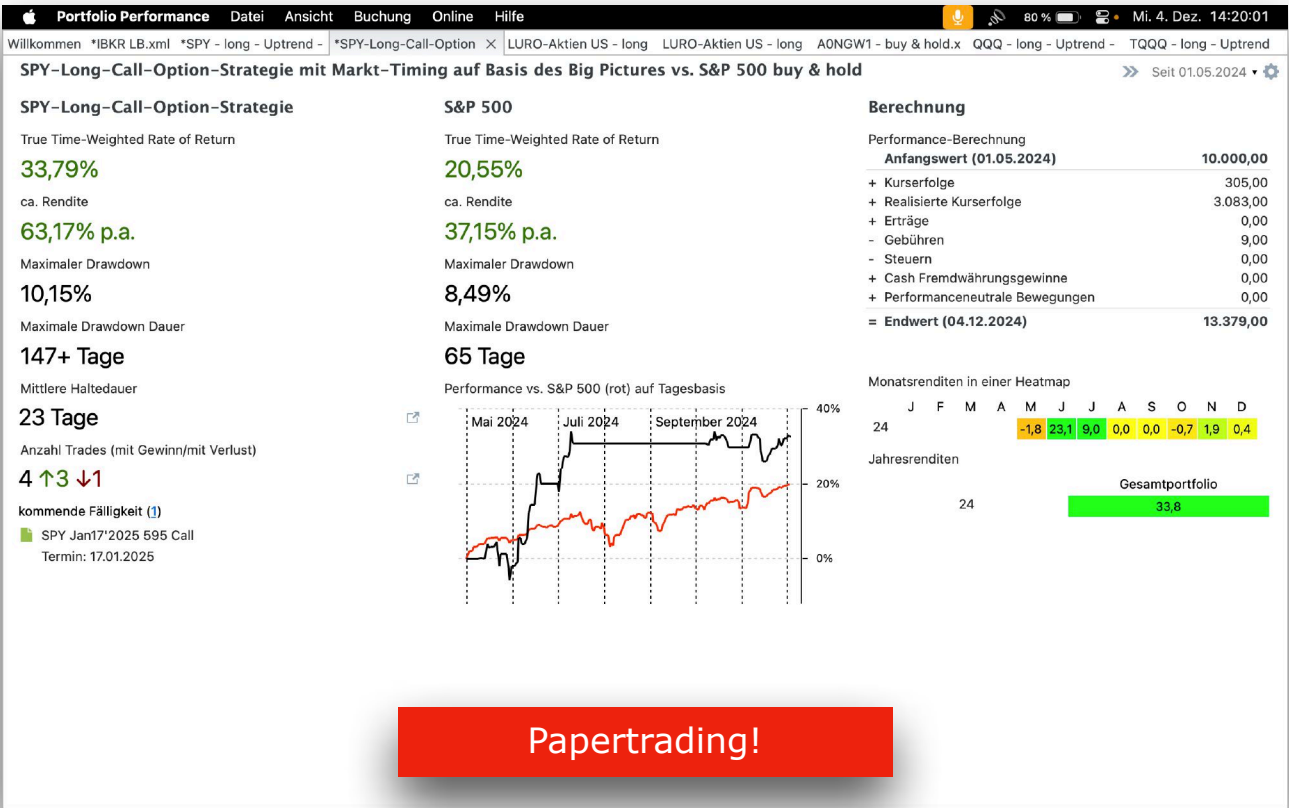 Portfolio Performance Datei Ansicht Buchung Online Hilfe 80 % Mi. 4. Dez. 14:20:01
Willkommen *IBKR LB.xml *SPY - long - Uptrend - *SPY-Long-Call-Option LURO-Aktien US - long LURO-Aktien US - long A0NGW1 - buy & hold.x QQQ - long - Uptrend - TQQQ - long - Uptrend
SPY-Long-Call-Option-Strategie mit Markt-Timing auf Basis des Big Pictures vs. S&P 500 buy & hold
Seit 01.05.2024
SPY-Long-Call-Option-Strategie
True Time-Weighted Rate of Return
33,79%
ca. Rendite
63,17% p.a.
Maximaler Drawdown
10,15%
Maximale Drawdown Dauer
147+ Tage
Mittlere Haltedauer
23 Tage
Anzahl Trades (mit Gewinn/mit Verlust)
4 ↑3 ↓1
kommende Fälligkeit (1)
SPY Jan17'2025 595 Call
Termin: 17.01.2025
S&P 500
True Time-Weighted Rate of Return
20,55%
ca. Rendite
37,15% p.a.
Maximaler Drawdown
8,49%
Maximale Drawdown Dauer
65 Tage
Performance vs. S&P 500 (rot) auf Tagesbasis
Mai 2024 Juli 2024 September 2024
40%
20%
0%
Berechnung
Performance-Berechnung
Anfangswert (01.05.2024) 10.000,00
+ Kurserfolge 305,00
+ Realisierte Kurserfolge 3.083,00
+ Erträge 0,00
- Gebühren 9,00
- Steuern 0,00
+ Cash Fremdwährungsgewinne 0,00
+ Performanceneutrale Bewegungen 0,00
= Endwert (04.12.2024) 13.379,00
Monatsrenditen in einer Heatmap
J F M A M J J A S O N D
24 -1,8 23,1 9,0 0,0 0,0 -0,7 1,9 0,4
Jahresrenditen
Gesamtportfolio
24 33,8
Papertrading!